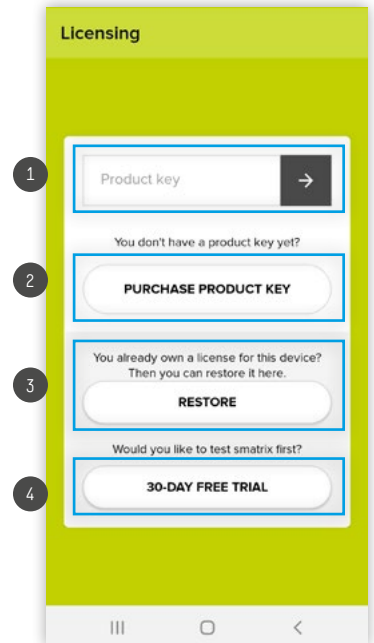 Licensing
1
Product key
You don't have a product key yet?
2
PURCHASE PRODUCT KEY
3
You already own a license for this device?
Then you can restore it here.
RESTORE
Would you like to test smatrix first?
4
30-DAY FREE TRIAL